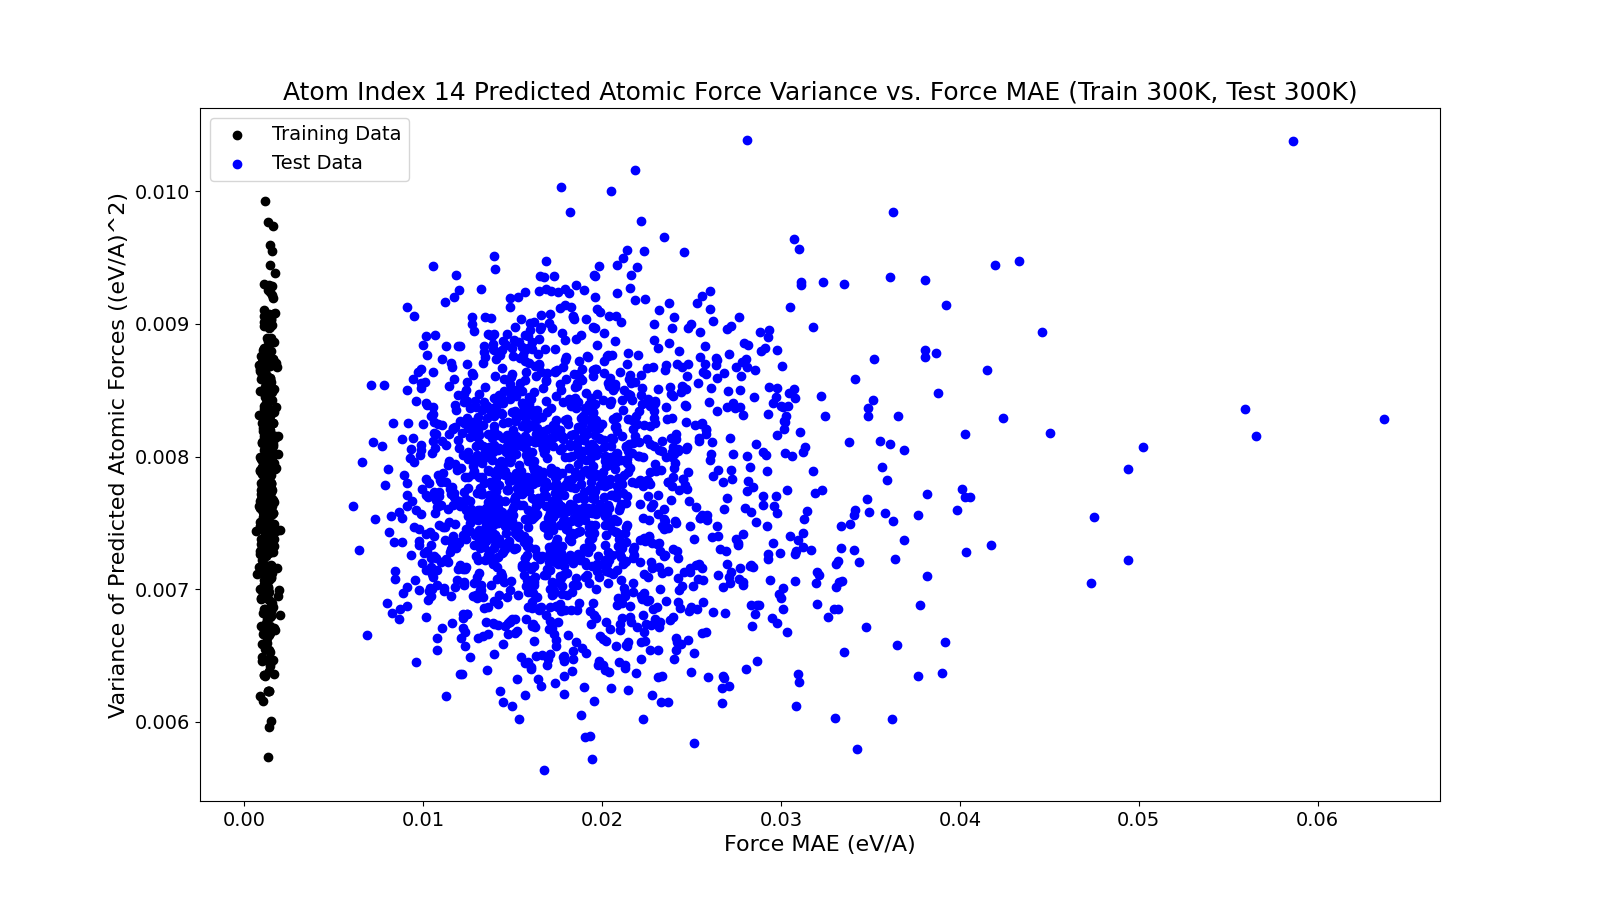 Atom Index 14 Predicted Atomic Force Variance vs. Force MAE (Train 300K, Test 300K)
Training Data
Test Data
Variance of Predicted Atomic Forces ((eV/A)^2)
0.010
0.009
0.008
0.007
0.006
0.00 0.01 0.02 0.03 0.04 0.05 0.06
Force MAE (eV/A)